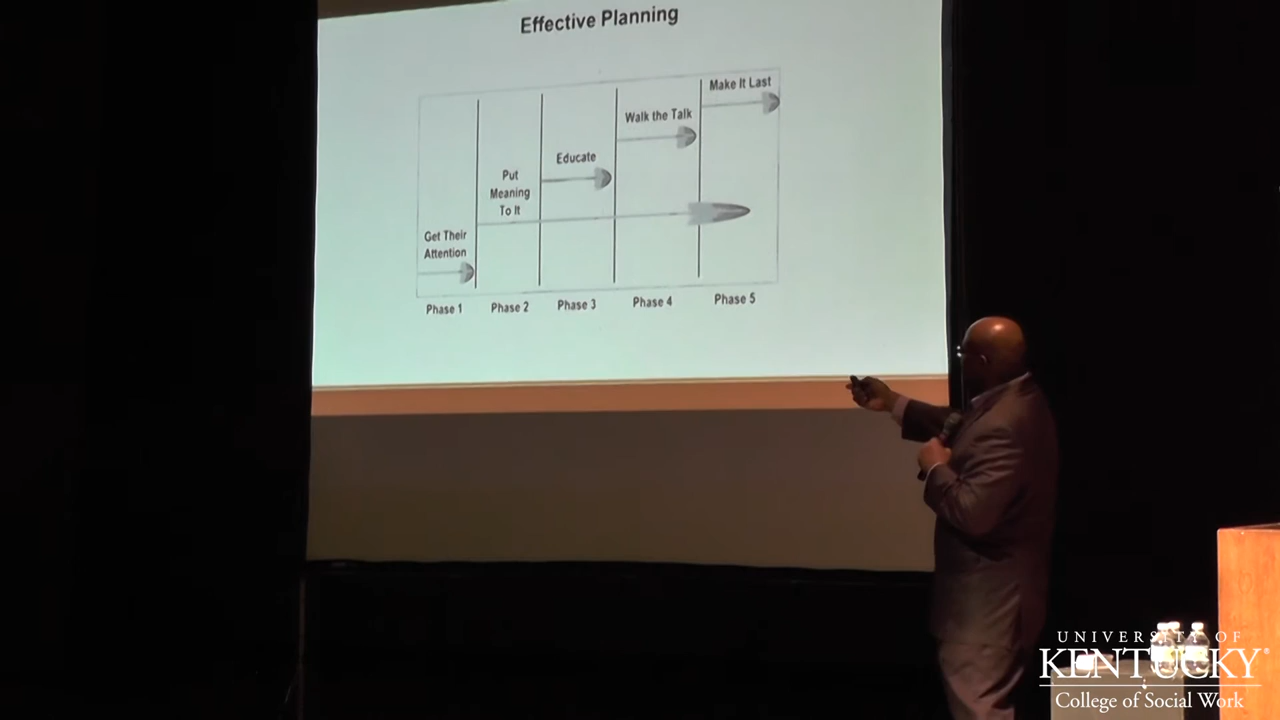 Effective Planning
Make It Last
Walk the Talk
Educate
Put
Meaning
To It
Get Their
Attention
Phase 1
Phase 2
Phase 3
Phase 4
Phase 5
UNIVERSITY OF
KENTUCKY®
College of Social Work